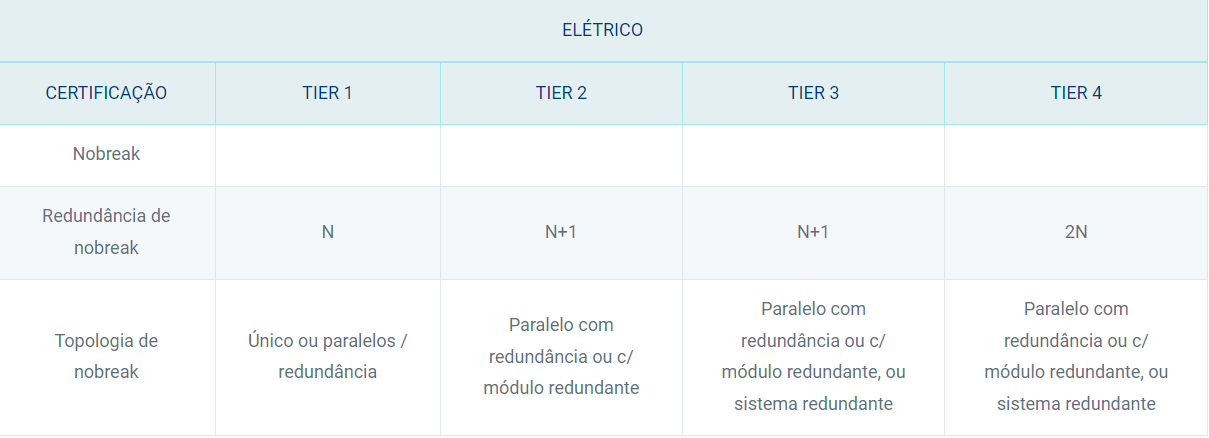 ELÉTRICO
CERTIFICAÇÃO TIER 1 TIER 2 TIER 3 TIER 4
Nobreak
Redundância de
nobreak
N
N+1
N+1
2N
Topologia de
nobreak
Único ou paralelos /
redundância
Paralelo com
redundância ou c/
módulo redundante
Paralelo com
redundância ou c/
módulo redundante, ou
sistema redundante
Paralelo com
redundância ou c/
módulo redundante, ou
sistema redundante